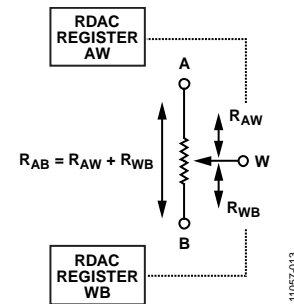 RDAC
REGISTER
AW
A
R_AW
R_AB = R_AW + R_WB
W
R_WB
B
RDAC
REGISTER
WB
11057-013